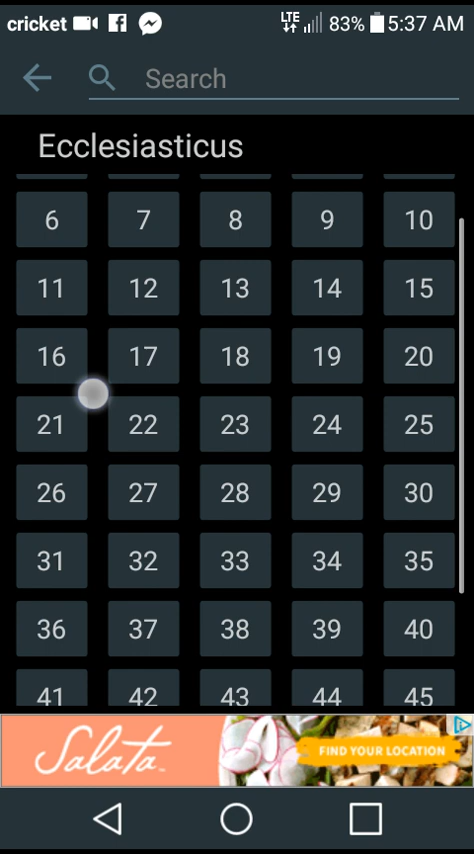 cricket LTE 83% 5:37 AM
Search
Ecclesiasticus
6 7 8 9 10
11 12 13 14 15
16 17 18 19 20
21 22 23 24 25
26 27 28 29 30
31 32 33 34 35
36 37 38 39 40
41 42 43 44 45
Salata
FIND YOUR LOCATION